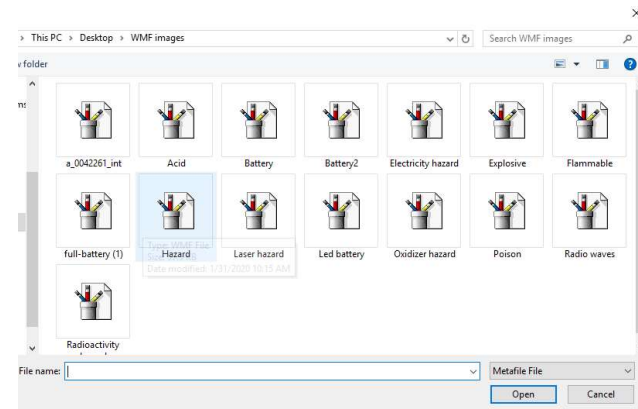 This PC > Desktop > WMF images
Search WMF images
folder
a_0042261_int
Acid
Battery
Battery2
Electricity hazard
Explosive
Flammable
full-battery (1)
Hazard
Laser hazard
Led battery
Oxidizer hazard
Poison
Radio waves
Type: WMF File
Date modified: 1/31/2020 10:15 AM
Radioactivity
File name:
Metafile File
Open
Cancel